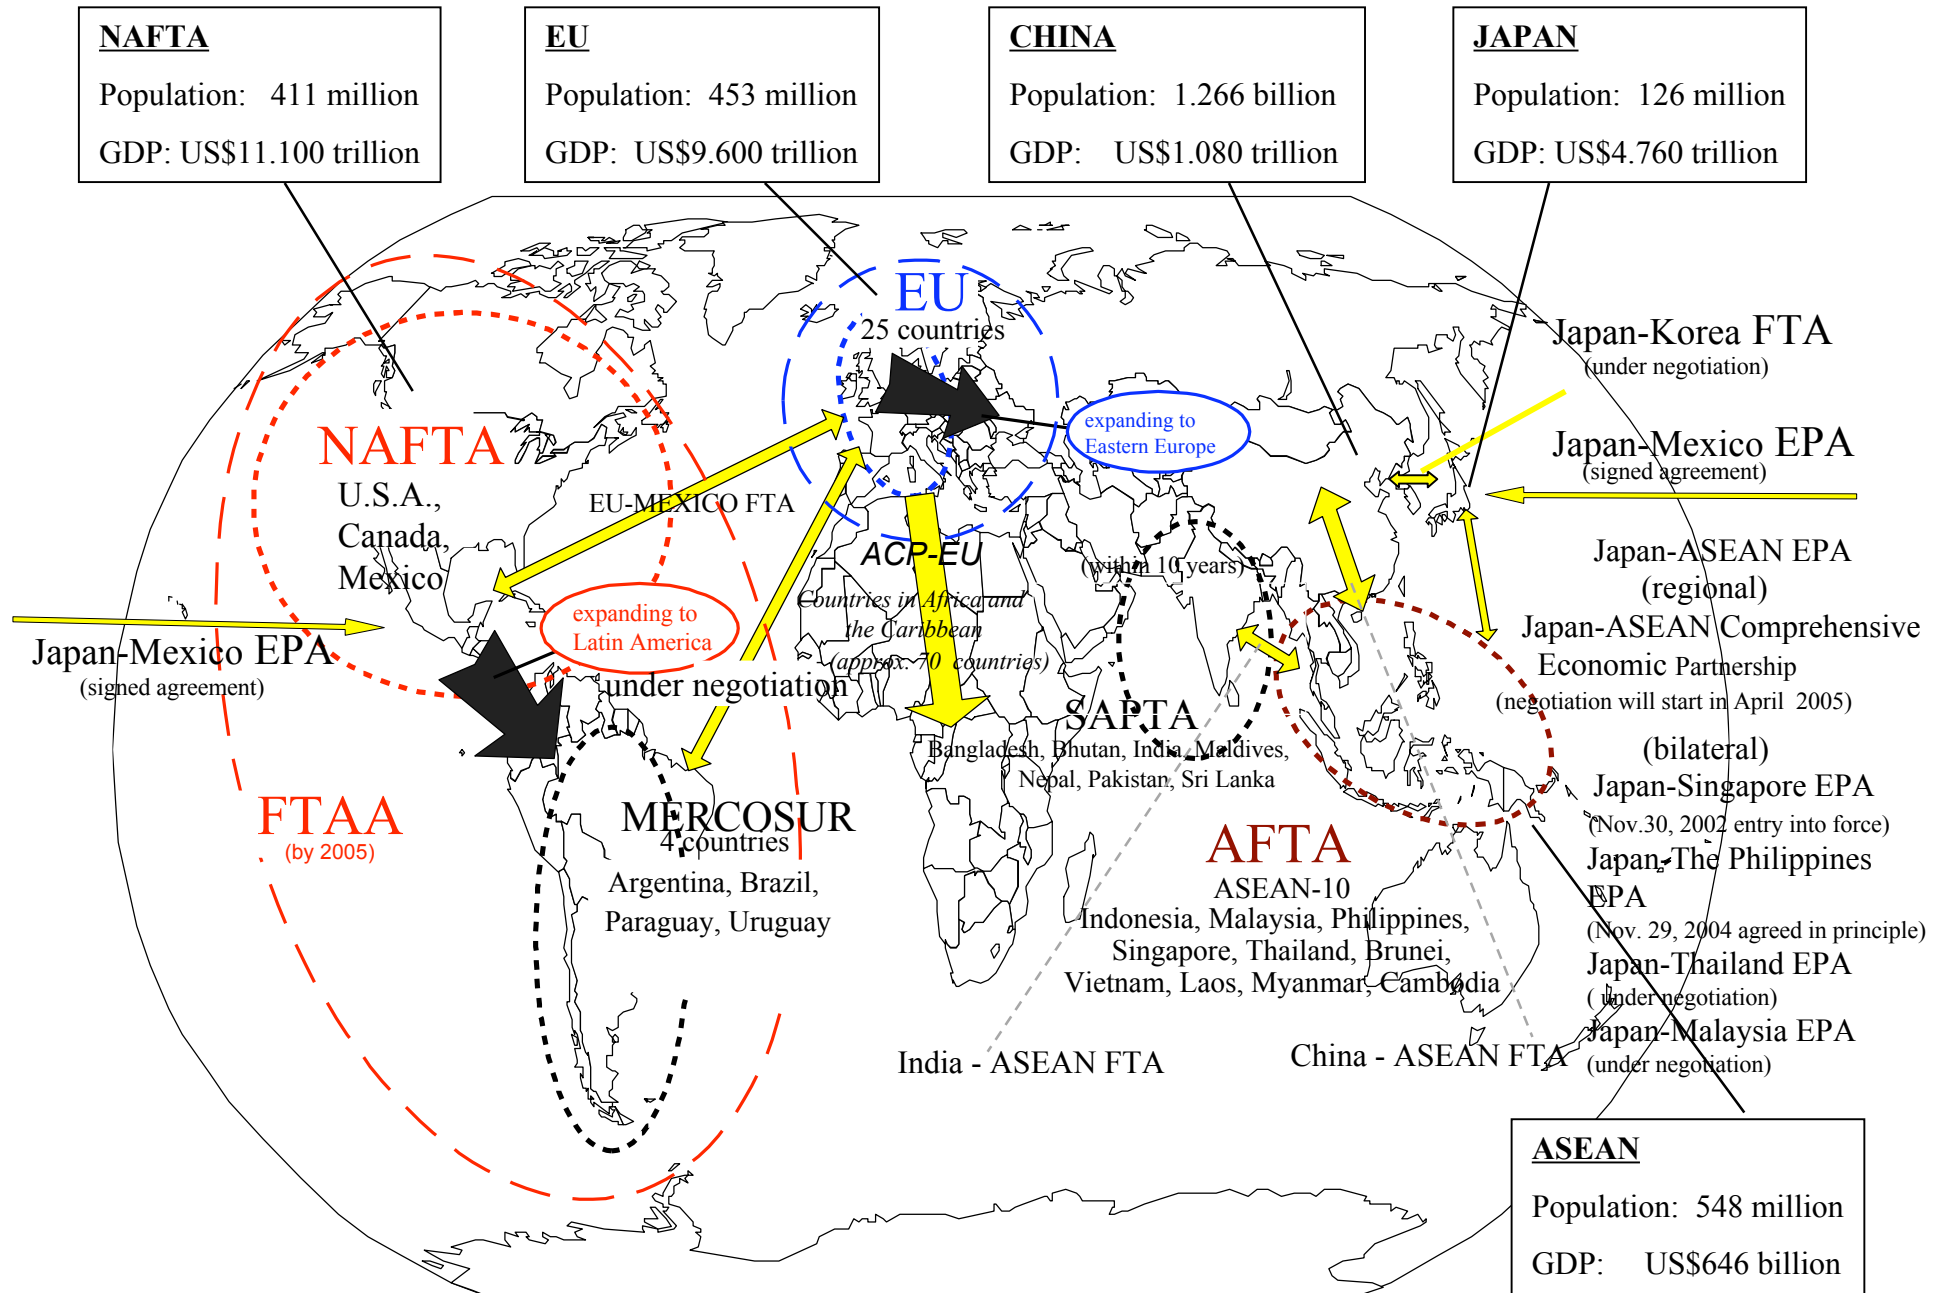 NAFTA
Population: 411 million
GDP: US$11.100 trillion
EU
Population: 453 million
GDP: US$9.600 trillion
CHINA
Population: 1.266 billion
GDP: US$1.080 trillion
JAPAN
Population: 126 million
GDP: US$4.760 trillion
EU
25 countries
expanding to
Eastern Europe
Japan-Korea FTA
(under negotiation)
Japan-Mexico EPA
(signed agreement)
NAFTA
U.S.A.,
Canada,
Mexico
EU-MEXICO FTA
ACP-EU
Countries in Africa and
the Caribbean
(approx. 70 countries)
(within 10 years)
expanding to
Latin America
under negotiation
Japan-Mexico EPA
(signed agreement)
Japan-ASEAN EPA
(regional)
Japan-ASEAN Comprehensive
Economic Partnership
(negotiation will start in April 2005)
(bilateral)
Japan-Singapore EPA
(Nov.30, 2002 entry into force)
Japan-The Philippines
EPA
(Nov. 29, 2004 agreed in principle)
Japan-Thailand EPA
( under negotiation)
Japan-Malaysia EPA
(under negotiation)
SAPTA
Bangladesh, Bhutan, India, Maldives,
Nepal, Pakistan, Sri Lanka
FTAA
(by 2005)
MERCOSUR
4 countries
Argentina, Brazil,
Paraguay, Uruguay
AFTA
ASEAN-10
Indonesia, Malaysia, Philippines,
Singapore, Thailand, Brunei,
Vietnam, Laos, Myanmar, Cambodia
India - ASEAN FTA
China - ASEAN FTA
ASEAN
Population: 548 million
GDP: US$646 billion